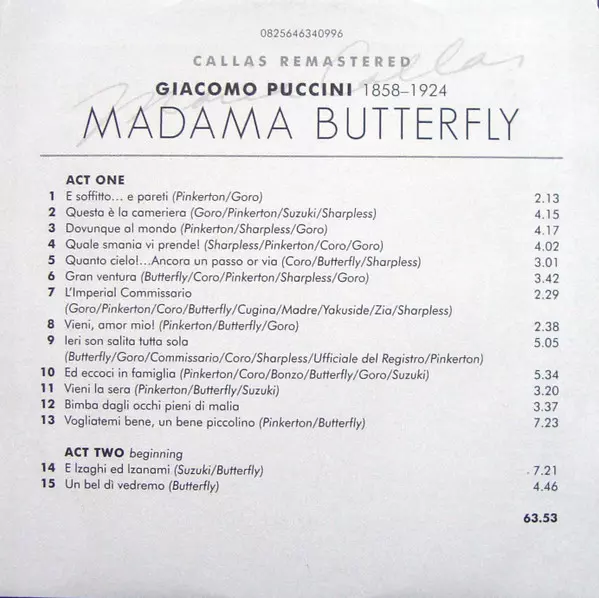 0825646340996
CALLAS REMASTERED
Maria Callas
GIACOMO PUCCINI 1858–1924
MADAMA BUTTERFLY
ACT ONE
1 E soffitto... e pareti (Pinkerton/Goro) 2.13
2 Questa è la cameriera (Goro/Pinkerton/Suzuki/Sharpless) 4.15
3 Dovunque al mondo (Pinkerton/Sharpless/Goro) 4.17
4 Quale smania vi prende! (Sharpless/Pinkerton/Coro/Goro) 4.02
5 Quanto cielo!...Ancora un passo or via (Coro/Butterfly/Sharpless) 3.01
6 Gran ventura (Butterfly/Coro/Pinkerton/Sharpless/Goro) 3.42
7 L'Imperial Commissario 2.29
(Goro/Pinkerton/Coro/Butterfly/Cugina/Madre/Yakuside/Zia/Sharpless)
8 Vieni, amor mio! (Pinkerton/Butterfly/Goro) 2.38
9 Ieri son salita tutta sola 5.05
(Butterfly/Goro/Commissario/Coro/Sharpless/Ufficiale del Registro/Pinkerton)
10 Ed eccoci in famiglia (Pinkerton/Coro/Bonzo/Butterfly/Goro/Suzuki) 5.34
11 Vieni la sera (Pinkerton/Butterfly/Suzuki) 3.20
12 Bimba dagli occhi pieni di malia 3.37
13 Vogliatemi bene, un bene piccolino (Pinkerton/Butterfly) 7.23
ACT TWO beginning
14 E Izaghi ed Izanami (Suzuki/Butterfly) 7.21
15 Un bel dì vedremo (Butterfly) 4.46
63.53